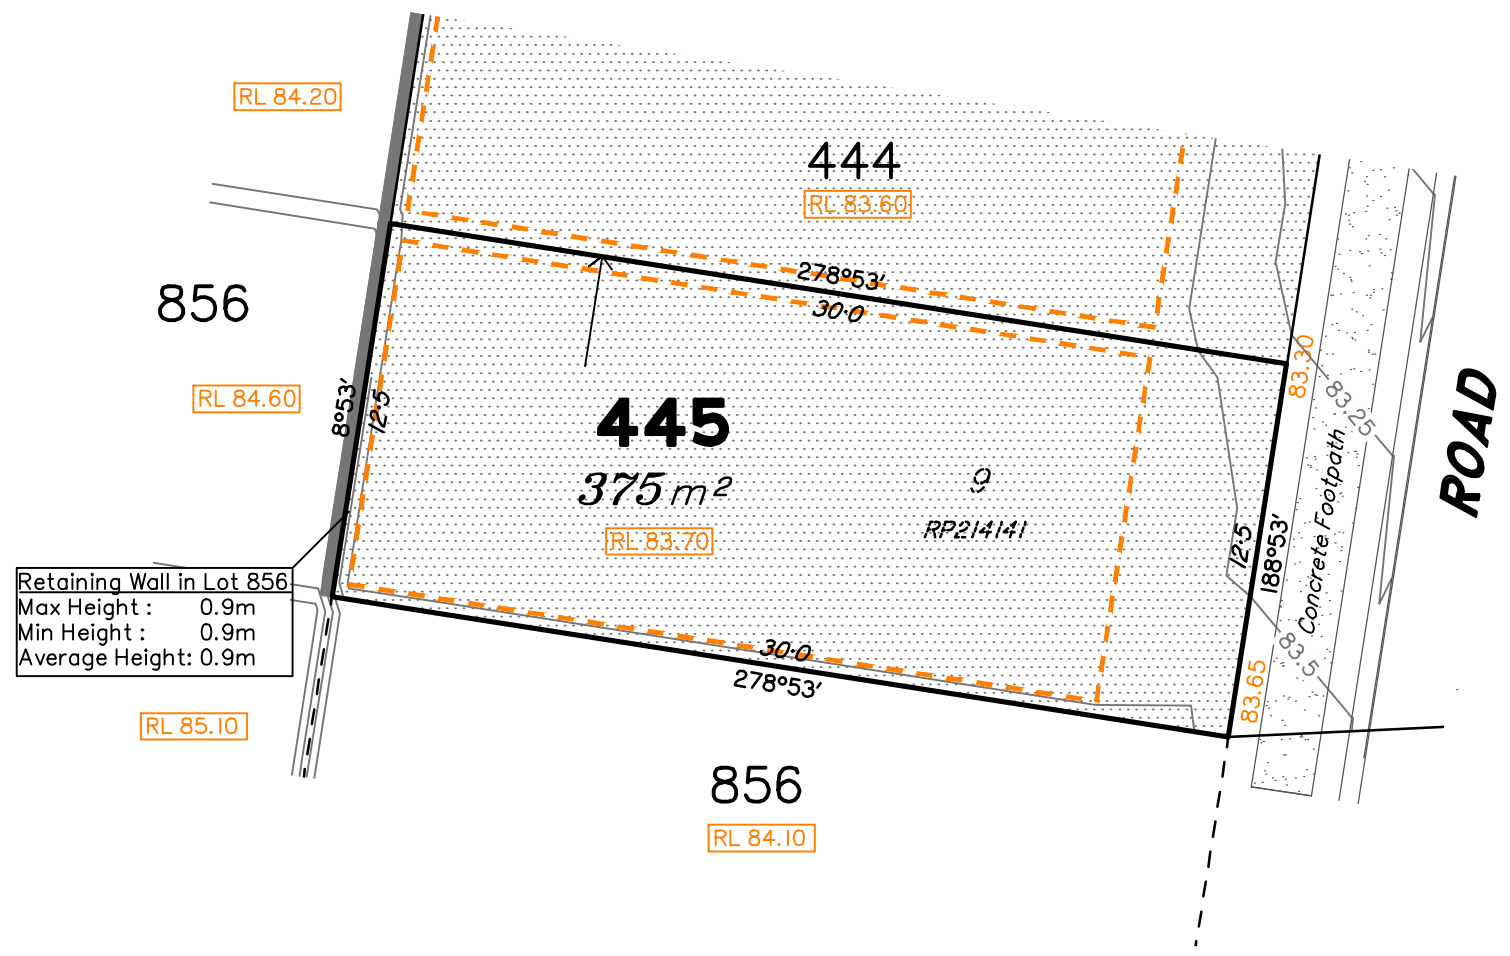 RL 84.20
444
RL 83.60
278°53'
30·0
856
RL 84.60
8°53'
12·5
445
375 m²
RL 83.70
9
RP214141
83.30
83.25
ROAD
Concrete Footpath
12·5
188°53'
83.5
83.65
Retaining Wall in Lot 856
Max Height : 0.9m
Min Height : 0.9m
Average Height: 0.9m
30·0
278°53'
RL 85.10
856
RL 84.10